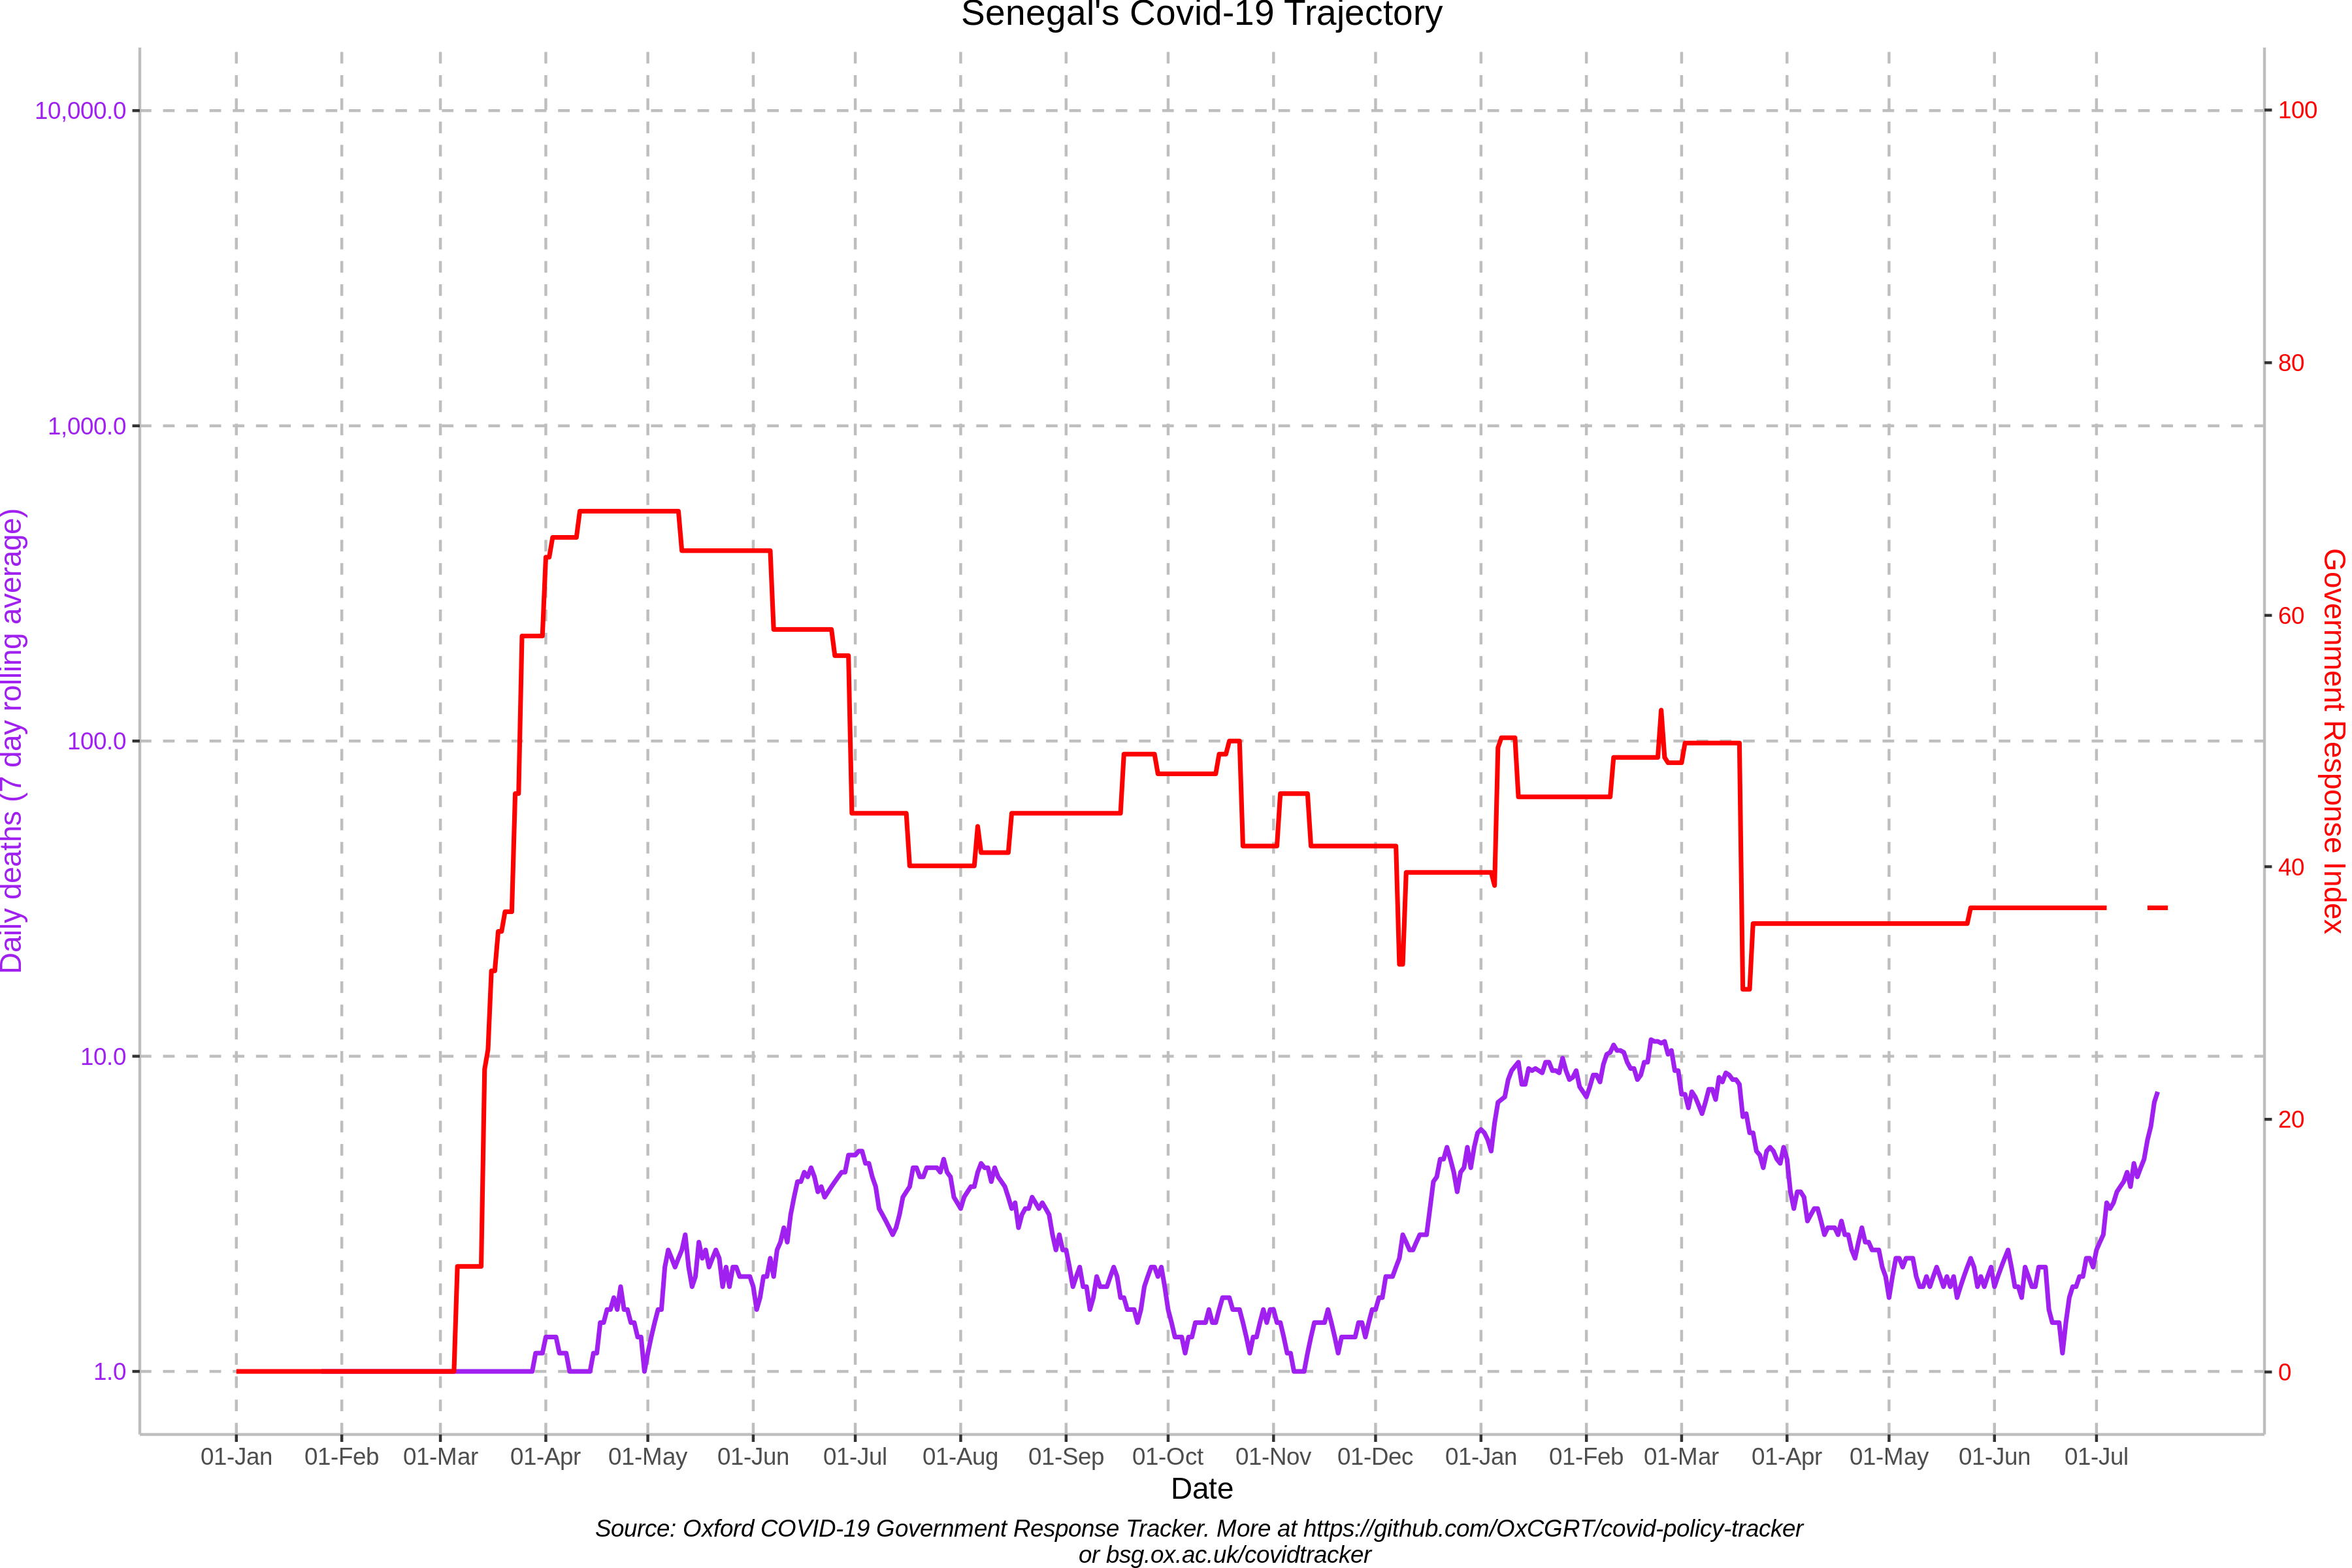 Senegal's Covid-19 Trajectory
10,000.0
1,000.0
100.0
10.0
1.0
Daily deaths (7 day rolling average)
100
80
60
40
20
0
Government Response Index
01-Jan 01-Feb 01-Mar 01-Apr 01-May 01-Jun 01-Jul 01-Aug 01-Sep 01-Oct 01-Nov 01-Dec 01-Jan 01-Feb 01-Mar 01-Apr 01-May 01-Jun 01-Jul
Date
Source: Oxford COVID-19 Government Response Tracker. More at https://github.com/OxCGRT/covid-policy-tracker
or bsg.ox.ac.uk/covidtracker